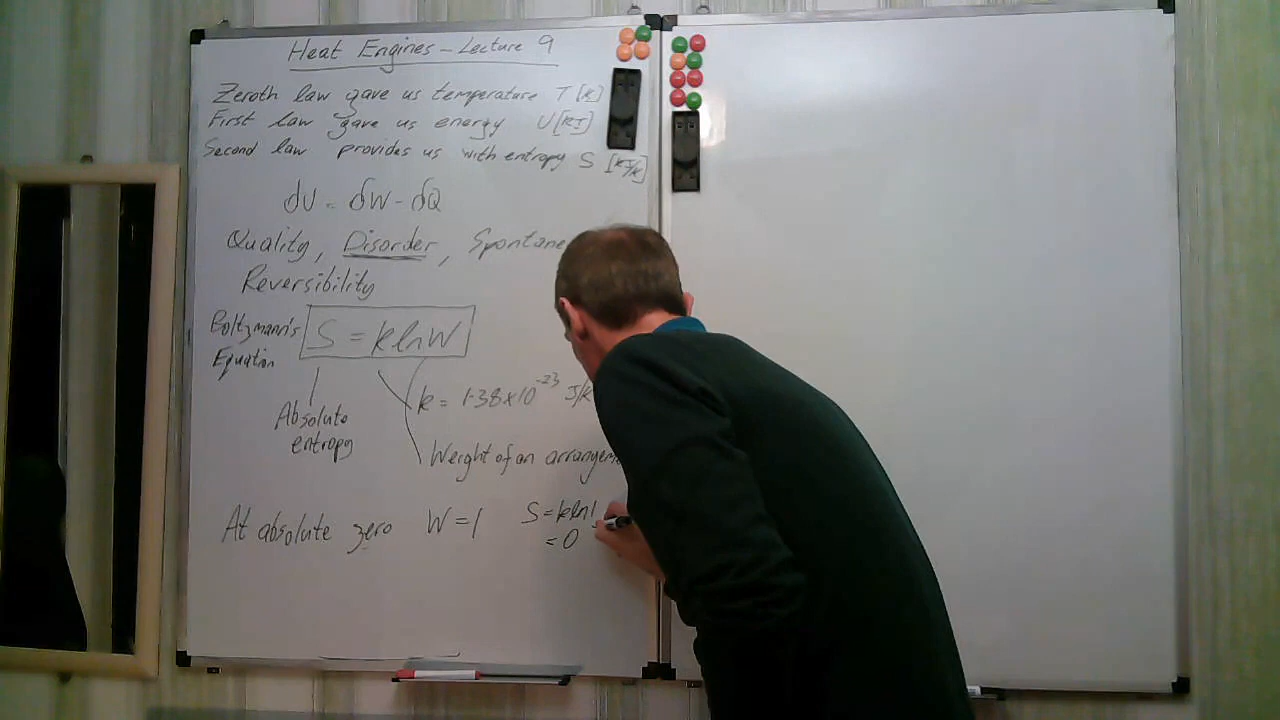 Heat Engines - Lecture 9
Zeroth law gave us temperature T [K]
First law gave us energy U [kJ]
Second law provides us with entropy S [kJ/K]
dU = δW - δQ
Quality, Disorder, Spontane
Reversibility
Boltzmann's
Equation
S = k ln W
k = 1.38 x 10^-23 J/K
Absolute
entropy
Weight of an arrangem
At absolute zero W = 1 S = k ln 1
= 0